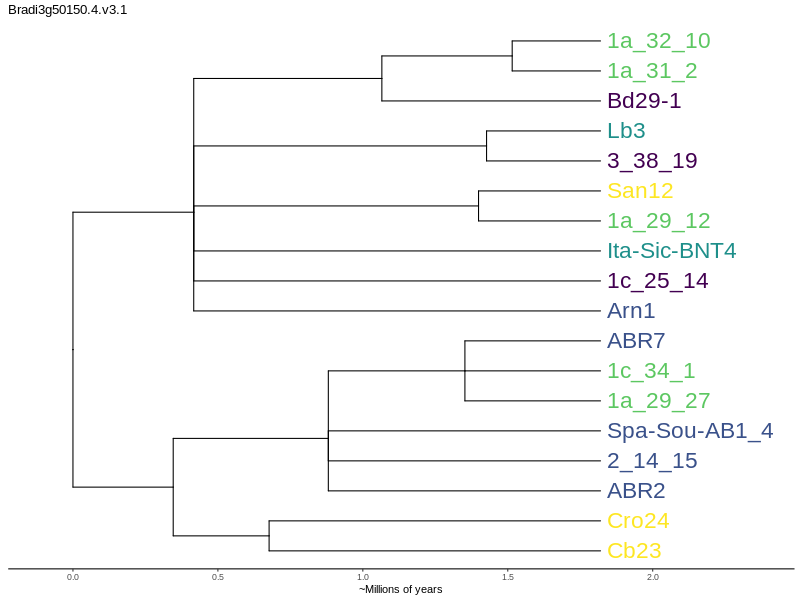 Bradi3g50150.4.v3.1
1a_32_10
1a_31_2
Bd29-1
Lb3
3_38_19
San12
1a_29_12
Ita-Sic-BNT4
1c_25_14
Arn1
ABR7
1c_34_1
1a_29_27
Spa-Sou-AB1_4
2_14_15
ABR2
Cro24
Cb23
0.0 0.5 1.0 1.5 2.0
~Millions of years